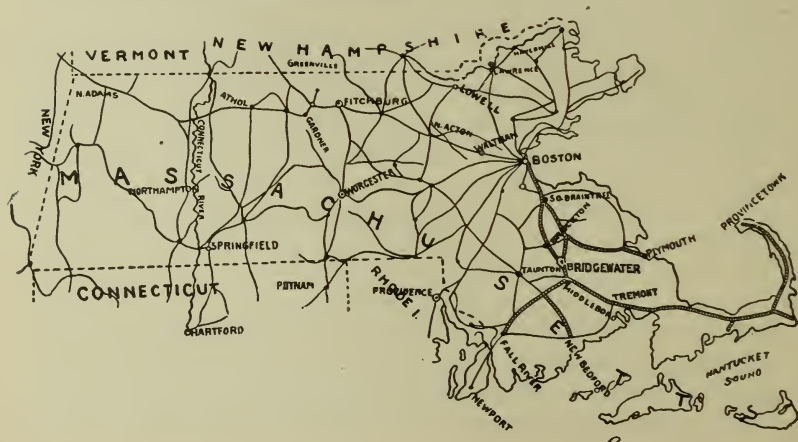 NEW HAMPSHIRE
VERMONT
GREENVILLE
HAVERHILL
LAWRENCE
LOWELL
N. ADAMS
ATHOL
FITCHBURG
GARDNER
N. ACTON
WALTHAM
NEW YORK
CONNECTICUT RIVER
BOSTON
MASSACHUSETTS
NORTHAMPTON
WORCESTER
SO. BRAINTREE
BROCKTON
PROVINCETOWN
PLYMOUTH
SPRINGFIELD
TAUNTON
BRIDGEWATER
CONNECTICUT
PUTNAM
RHODE I.
PROVIDENCE
MIDDLEBORO
TREMONT
HARTFORD
FALL RIVER
NEW BEDFORD
NANTUCKET
SOUND
NEWPORT